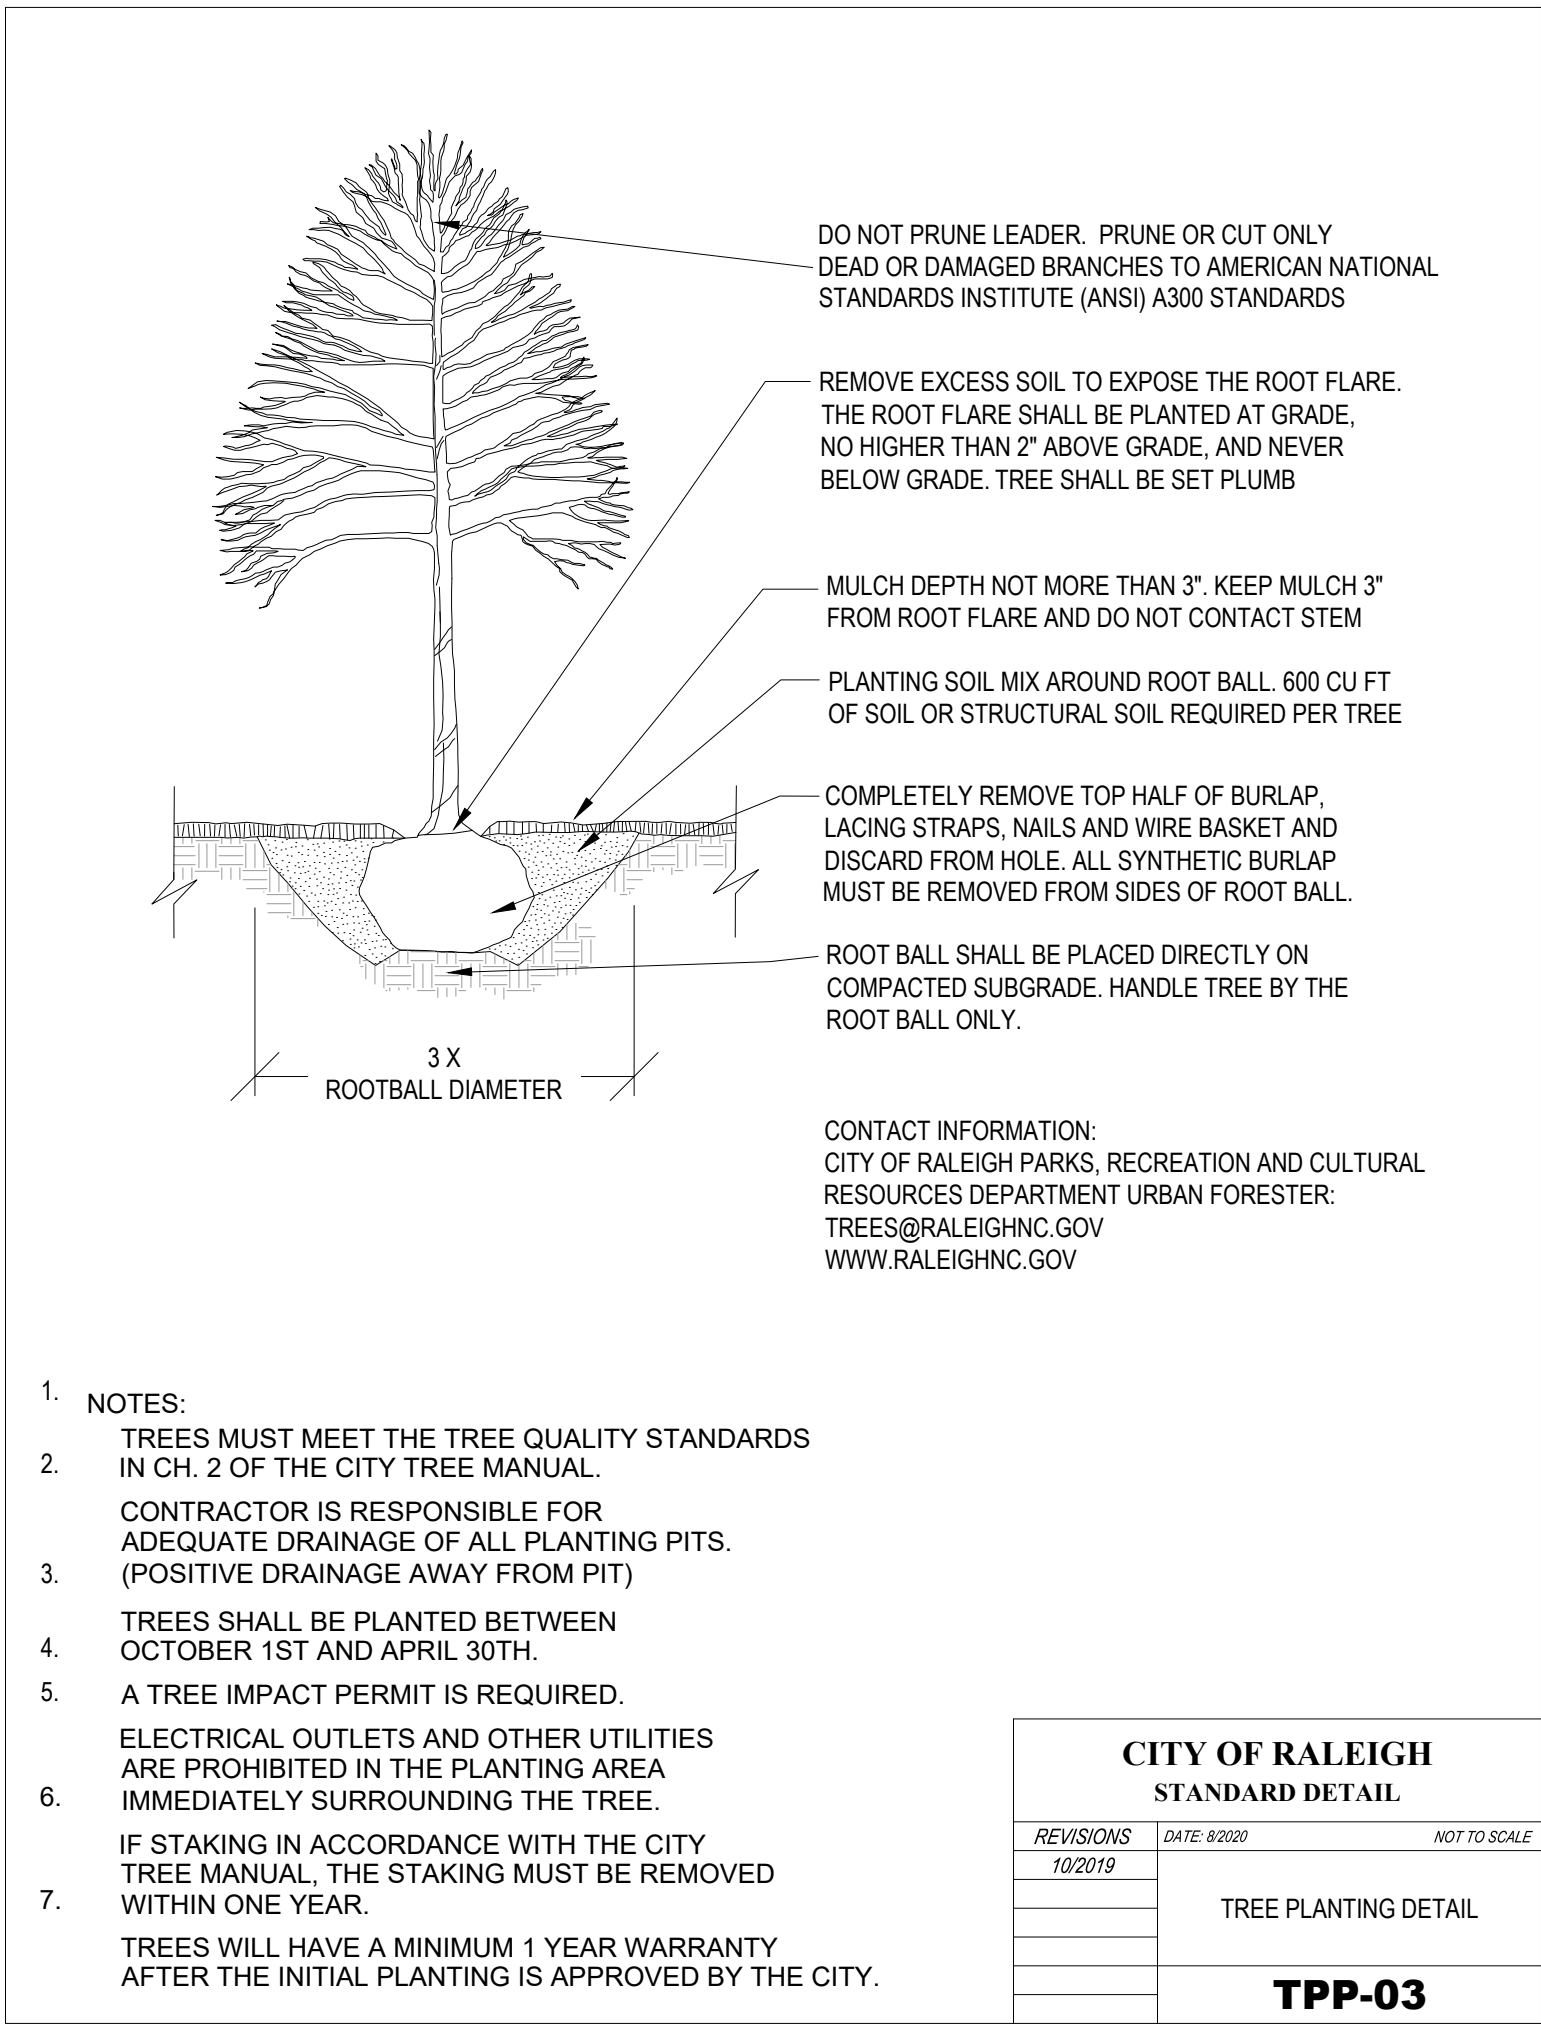 DO NOT PRUNE LEADER. PRUNE OR CUT ONLY
DEAD OR DAMAGED BRANCHES TO AMERICAN NATIONAL
STANDARDS INSTITUTE (ANSI) A300 STANDARDS
REMOVE EXCESS SOIL TO EXPOSE THE ROOT FLARE.
THE ROOT FLARE SHALL BE PLANTED AT GRADE,
NO HIGHER THAN 2" ABOVE GRADE, AND NEVER
BELOW GRADE. TREE SHALL BE SET PLUMB
MULCH DEPTH NOT MORE THAN 3". KEEP MULCH 3"
FROM ROOT FLARE AND DO NOT CONTACT STEM
PLANTING SOIL MIX AROUND ROOT BALL. 600 CU FT
OF SOIL OR STRUCTURAL SOIL REQUIRED PER TREE
COMPLETELY REMOVE TOP HALF OF BURLAP,
LACING STRAPS, NAILS AND WIRE BASKET AND
DISCARD FROM HOLE. ALL SYNTHETIC BURLAP
MUST BE REMOVED FROM SIDES OF ROOT BALL.
ROOT BALL SHALL BE PLACED DIRECTLY ON
COMPACTED SUBGRADE. HANDLE TREE BY THE
ROOT BALL ONLY.
3 X
ROOTBALL DIAMETER
CONTACT INFORMATION:
CITY OF RALEIGH PARKS, RECREATION AND CULTURAL
RESOURCES DEPARTMENT URBAN FORESTER:
TREES@RALEIGHNC.GOV
WWW.RALEIGHNC.GOV
1. NOTES:
TREES MUST MEET THE TREE QUALITY STANDARDS
2. IN CH. 2 OF THE CITY TREE MANUAL.
CONTRACTOR IS RESPONSIBLE FOR
ADEQUATE DRAINAGE OF ALL PLANTING PITS.
3. (POSITIVE DRAINAGE AWAY FROM PIT)
TREES SHALL BE PLANTED BETWEEN
4. OCTOBER 1ST AND APRIL 30TH.
5. A TREE IMPACT PERMIT IS REQUIRED.
ELECTRICAL OUTLETS AND OTHER UTILITIES
ARE PROHIBITED IN THE PLANTING AREA
6. IMMEDIATELY SURROUNDING THE TREE.
IF STAKING IN ACCORDANCE WITH THE CITY
TREE MANUAL, THE STAKING MUST BE REMOVED
7. WITHIN ONE YEAR.
TREES WILL HAVE A MINIMUM 1 YEAR WARRANTY
AFTER THE INITIAL PLANTING IS APPROVED BY THE CITY.
CITY OF RALEIGH
STANDARD DETAIL
REVISIONS DATE: 8/2020 NOT TO SCALE
10/2019
TREE PLANTING DETAIL
TPP-03